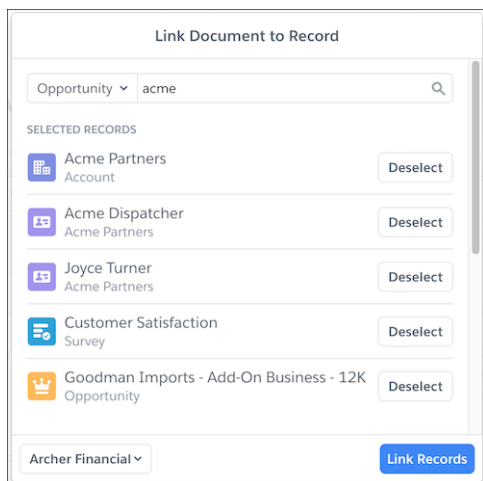 Link Document to Record
Opportunity acme
SELECTED RECORDS
Acme Partners
Account
Deselect
Acme Dispatcher
Acme Partners
Deselect
Joyce Turner
Acme Partners
Deselect
Customer Satisfaction
Survey
Deselect
Goodman Imports - Add-On Business - 12K
Opportunity
Deselect
Archer Financial
Link Records